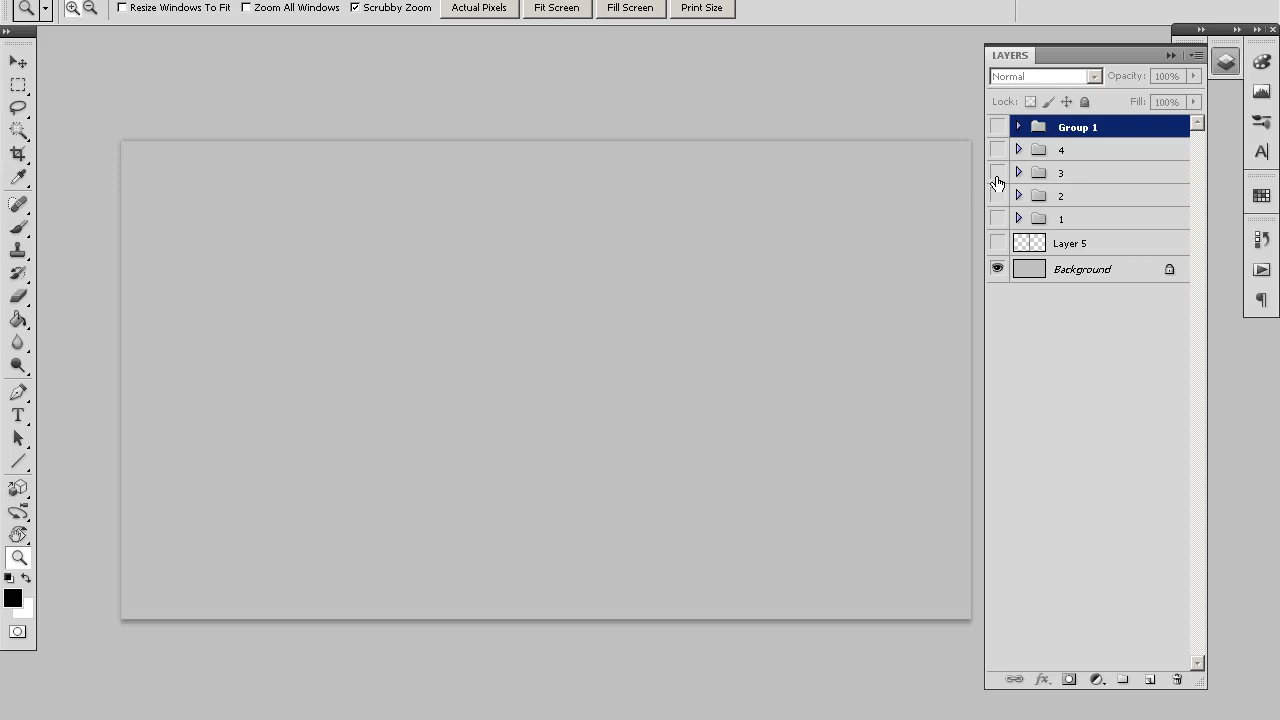 Resize Windows To Fit Zoom All Windows Scrubby Zoom Actual Pixels Fit Screen Fill Screen Print Size
LAYERS
Normal Opacity: 100%
Lock: Fill: 100%
Group 1
4
3
2
1
Layer 5
Background
A
T
fx